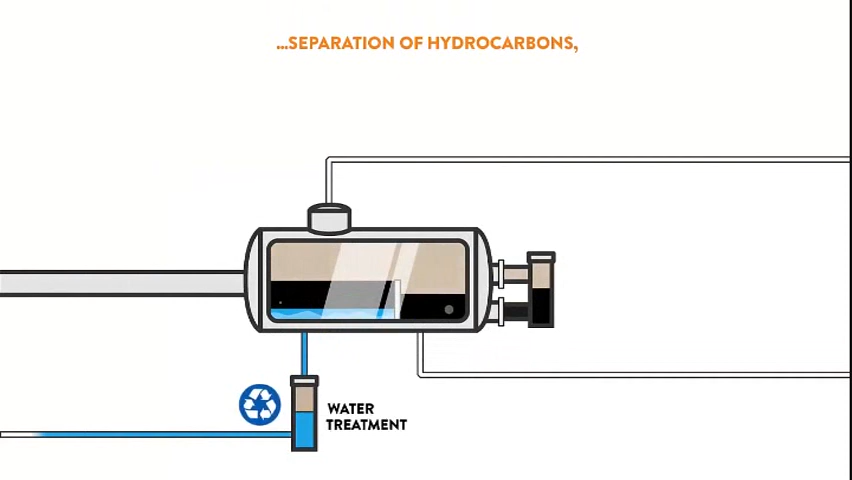 ...SEPARATION OF HYDROCARBONS,
WATER
TREATMENT